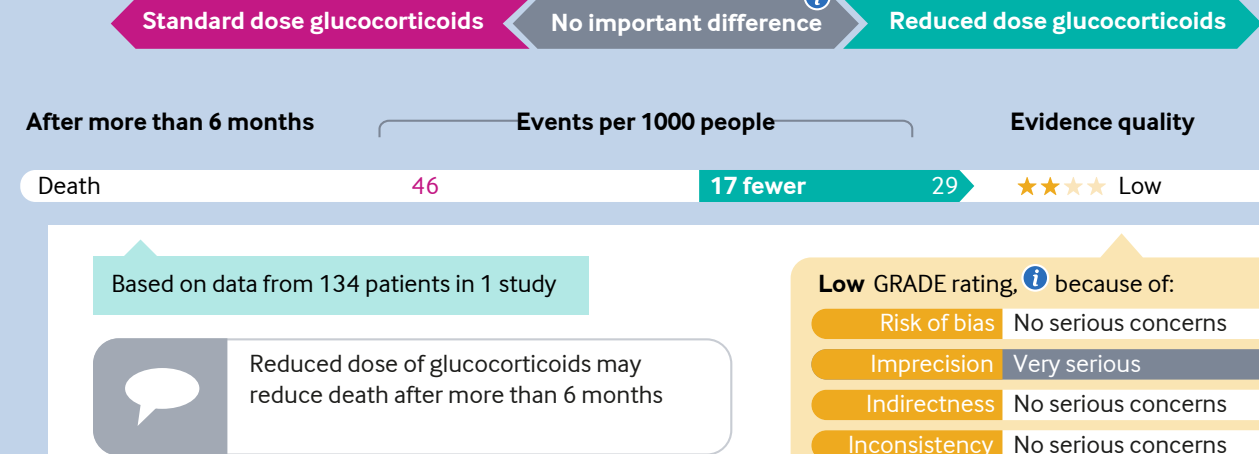 Standard dose glucocorticoids No important difference i Reduced dose glucocorticoids
After more than 6 months Events per 1000 people Evidence quality
Death 46 17 fewer 29 Low
Based on data from 134 patients in 1 study
Low GRADE rating, i because of:
Risk of bias No serious concerns
Reduced dose of glucocorticoids may
reduce death after more than 6 months
Imprecision Very serious
Indirectness No serious concerns
Inconsistency No serious concerns